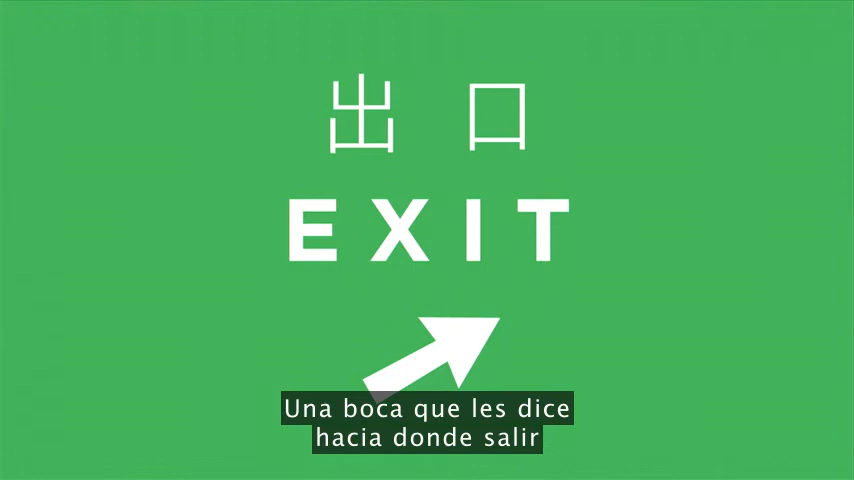 出口
EXIT
Una boca que les dice
hacia donde salir